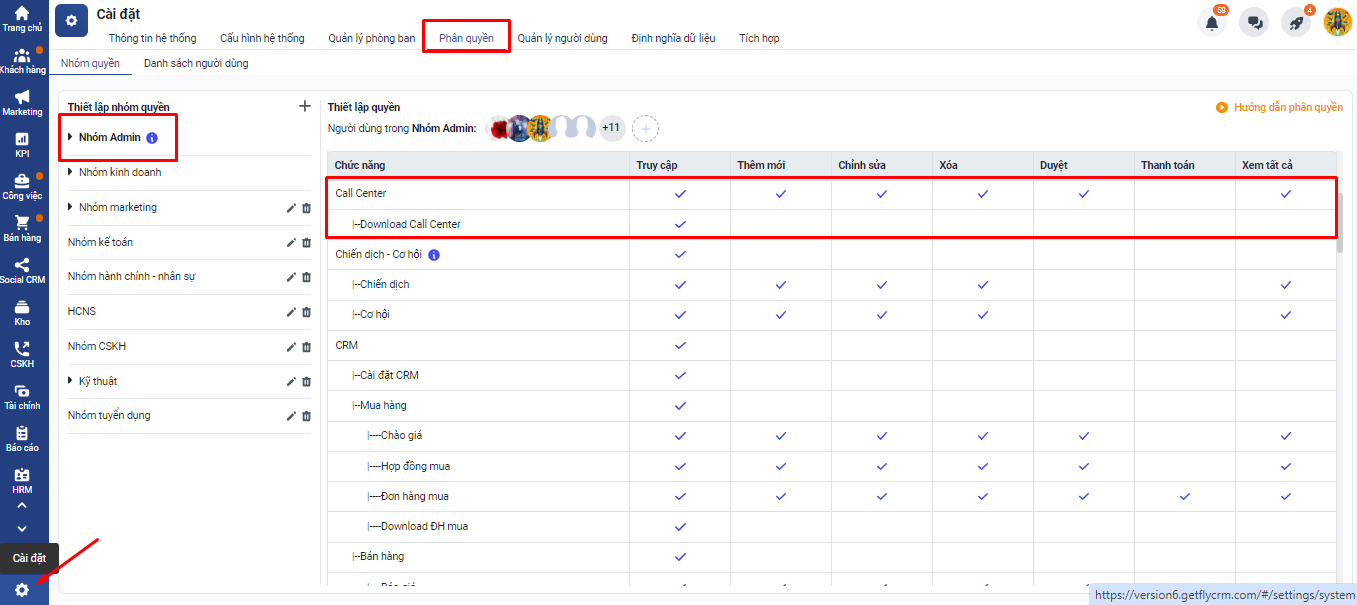 Trang chủ
Khách hàng
Marketing
KPI
Công việc
Bán hàng
Social CRM
Kho
CSKH
Tài chính
Báo cáo
HRM
Cài đặt
Cài đặt
58
4
Thông tin hệ thống Cấu hình hệ thống Quản lý phòng ban Phân quyền Quản lý người dùng Định nghĩa dữ liệu Tích hợp
Nhóm quyền Danh sách người dùng
Thiết lập nhóm quyền
Nhóm Admin
Nhóm kinh doanh
Nhóm marketing
Nhóm kế toán
Nhóm hành chính - nhân sự
HCNS
Nhóm CSKH
Kỹ thuật
Nhóm tuyển dụng
Thiết lập quyền
Hướng dẫn phân quyền
Người dùng trong Nhóm Admin: +11
Chức năng Truy cập Thêm mới Chỉnh sửa Xóa Duyệt Thanh toán Xem tất cả
Call Center
|--Download Call Center
Chiến dịch - Cơ hội
|--Chiến dịch
|--Cơ hội
CRM
|--Cài đặt CRM
|--Mua hàng
|----Chào giá
|----Hợp đồng mua
|----Đơn hàng mua
|----Download ĐH mua
|--Bán hàng
|----Báo giá
https://version6.getflycrm.com/#/settings/system